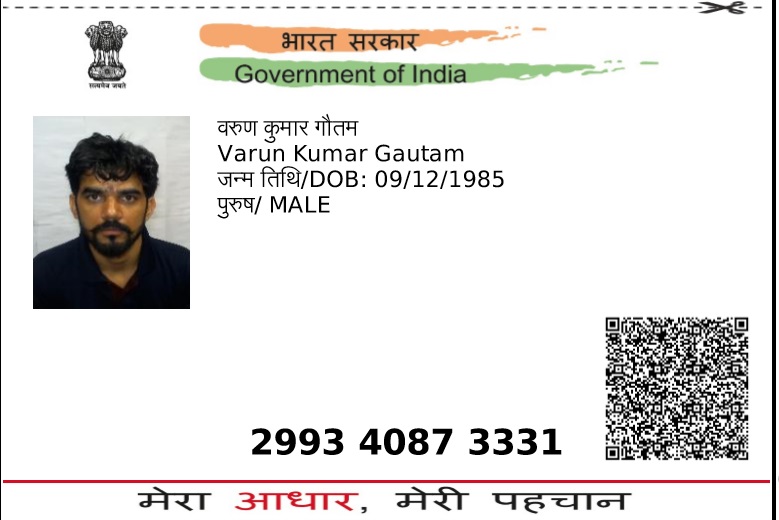 भारत सरकार
Government of India
सत्यमेव जयते
वरुण कुमार गौतम
Varun Kumar Gautam
जन्म तिथि/DOB: 09/12/1985
पुरुष/ MALE
2993 4087 3331
मेरा आधार, मेरी पहचान